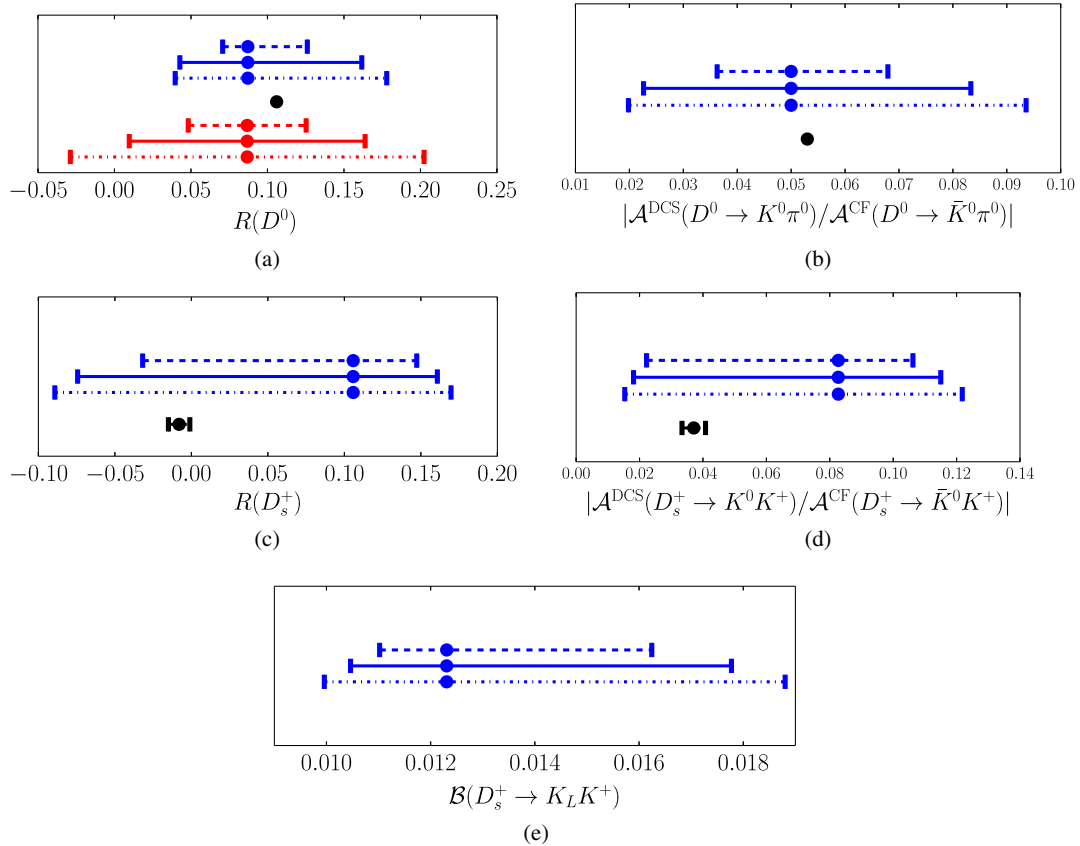 −0.05 0.00 0.05 0.10 0.15 0.20 0.25
R(D⁰)
(a)
0.01 0.02 0.03 0.04 0.05 0.06 0.07 0.08 0.09 0.10
|𝒜^DCS(D⁰ → K⁰π⁰)/𝒜^CF(D⁰ → K̄⁰π⁰)|
(b)
−0.10 −0.05 0.00 0.05 0.10 0.15 0.20
R(D_s⁺)
(c)
0.00 0.02 0.04 0.06 0.08 0.10 0.12 0.14
|𝒜^DCS(D_s⁺ → K⁰K⁺)/𝒜^CF(D_s⁺ → K̄⁰K⁺)|
(d)
0.010 0.012 0.014 0.016 0.018
ℬ(D_s⁺ → K_L K⁺)
(e)